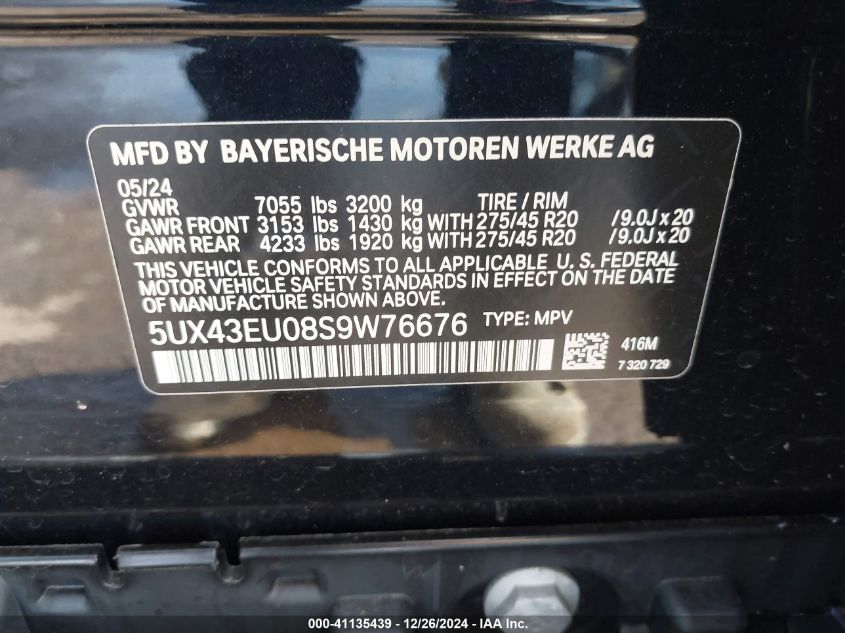 MFD BY BAYERISCHE MOTOREN WERKE AG
05/24
GVWR 7055 lbs 3200 kg TIRE / RIM
GAWR FRONT 3153 lbs 1430 kg WITH 275/45 R20 /9.0J x 20
GAWR REAR 4233 lbs 1920 kg WITH 275/45 R20 /9.0J x 20
THIS VEHICLE CONFORMS TO ALL APPLICABLE U. S. FEDERAL
MOTOR VEHICLE SAFETY STANDARDS IN EFFECT ON THE DATE
OF MANUFACTURE SHOWN ABOVE.
5UX43EU08S9W76676 TYPE: MPV
416M
7 320 729
000-41135439 - 12/26/2024 - IAA Inc.